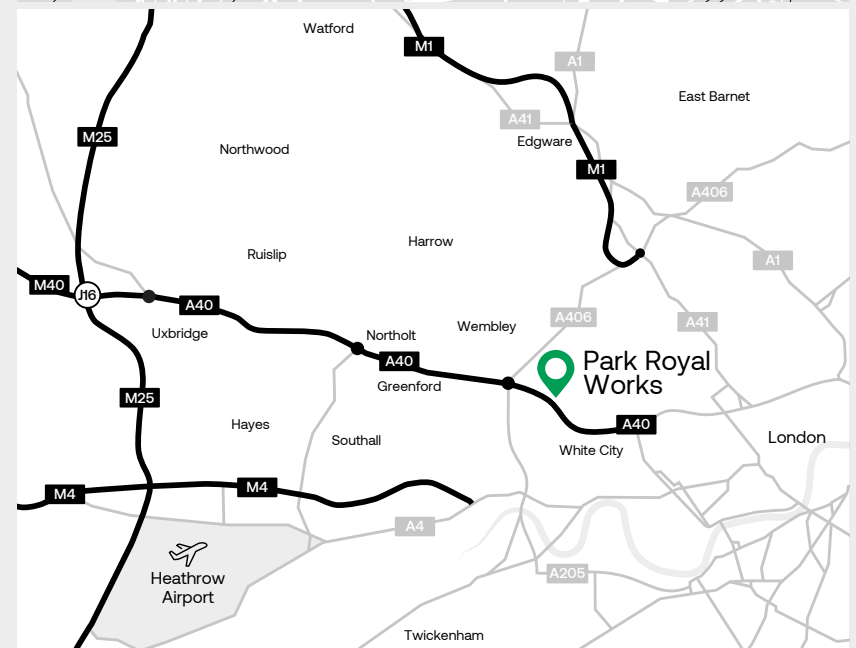 Watford
M1
A1
East Barnet
A41
M25
Edgware
Northwood
M1
A406
Harrow
Ruislip
A1
M40
J16
A40
A406
A41
Uxbridge
Northolt
Wembley
A40
Park Royal
Works
Greenford
M25
Hayes
A40
Southall
London
White City
M4
M4
A4
Heathrow
Airport
A205
Twickenham